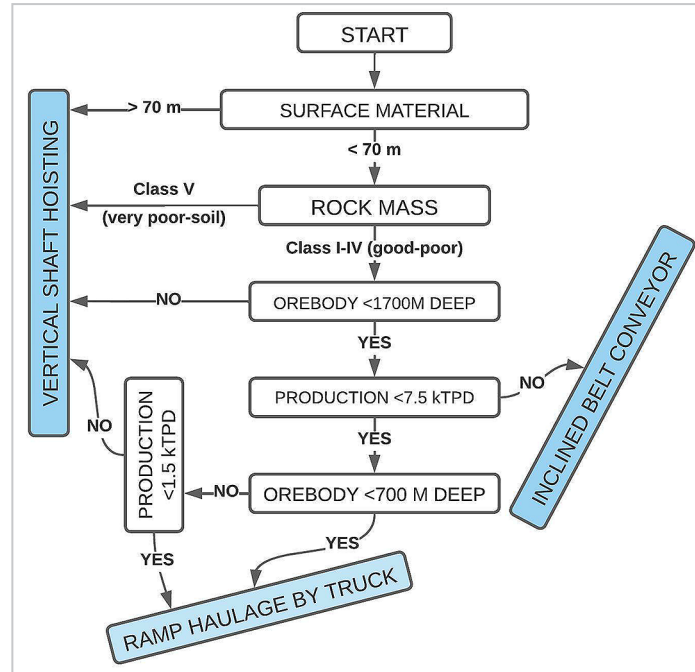 START
> 70 m
SURFACE MATERIAL
< 70 m
VERTICAL SHAFT HOISTING
Class V
(very poor-soil)
ROCK MASS
Class I-IV (good-poor)
NO
OREBODY <1700M DEEP
YES
INCLINED BELT CONVEYOR
PRODUCTION <7.5 kTPD
NO
YES
NO
PRODUCTION
<1.5 kTPD
NO
OREBODY <700 M DEEP
YES
YES
RAMP HAULAGE BY TRUCK